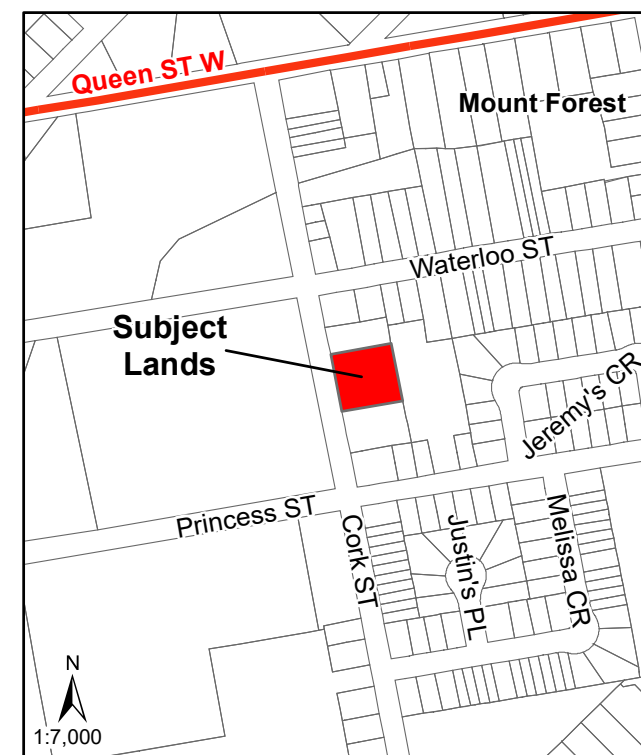 Queen ST W
Mount Forest
Waterloo ST
Subject
Lands
Jeremy's CR
Princess ST
Cork ST
Justin's PL
Melissa CR
N
1:7,000